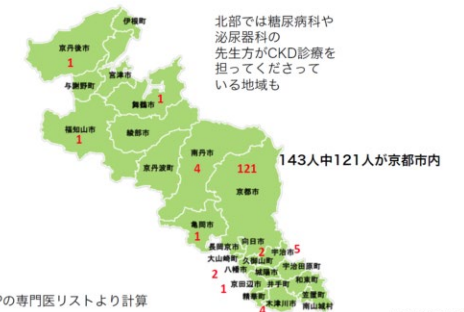 伊根町
北部では糖尿病科や
泌尿器科の
先生方がCKD診療を
担ってくださって
いる地域も
京丹後市
1
宮津市
与謝野町
舞鶴市
1
福知山市
1
綾部市
南丹市
4
121
143人中121人が京都市内
京丹波町
京都市
亀岡市
1
向日市
長岡京市
2
宇治市
5
大山崎町
久御山町
宇治田原町
2
八幡市
城陽市
和束町
1
京田辺市
井手町
精華町
笠置町
木津川市
南山城村
4
Pの専門医リストより計算